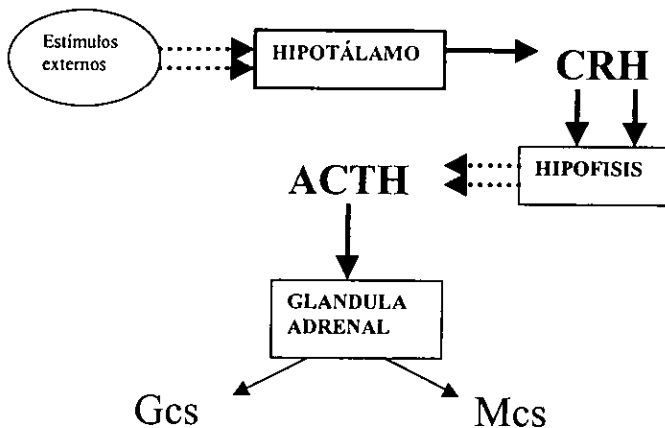 Estímulos
externos
HIPOTÁLAMO
CRH
HIPOFISIS
ACTH
GLANDULA
ADRENAL
Gcs
Mcs